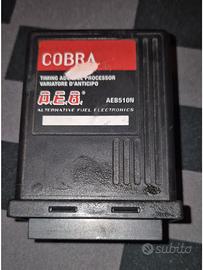 COBRA
TIMING ADVANCE PROCESSOR
VARIATORE D'ANTICIPO
A.E.B.®
AEB510N
ALTERNATIVE FUEL ELECTRONICS
subito